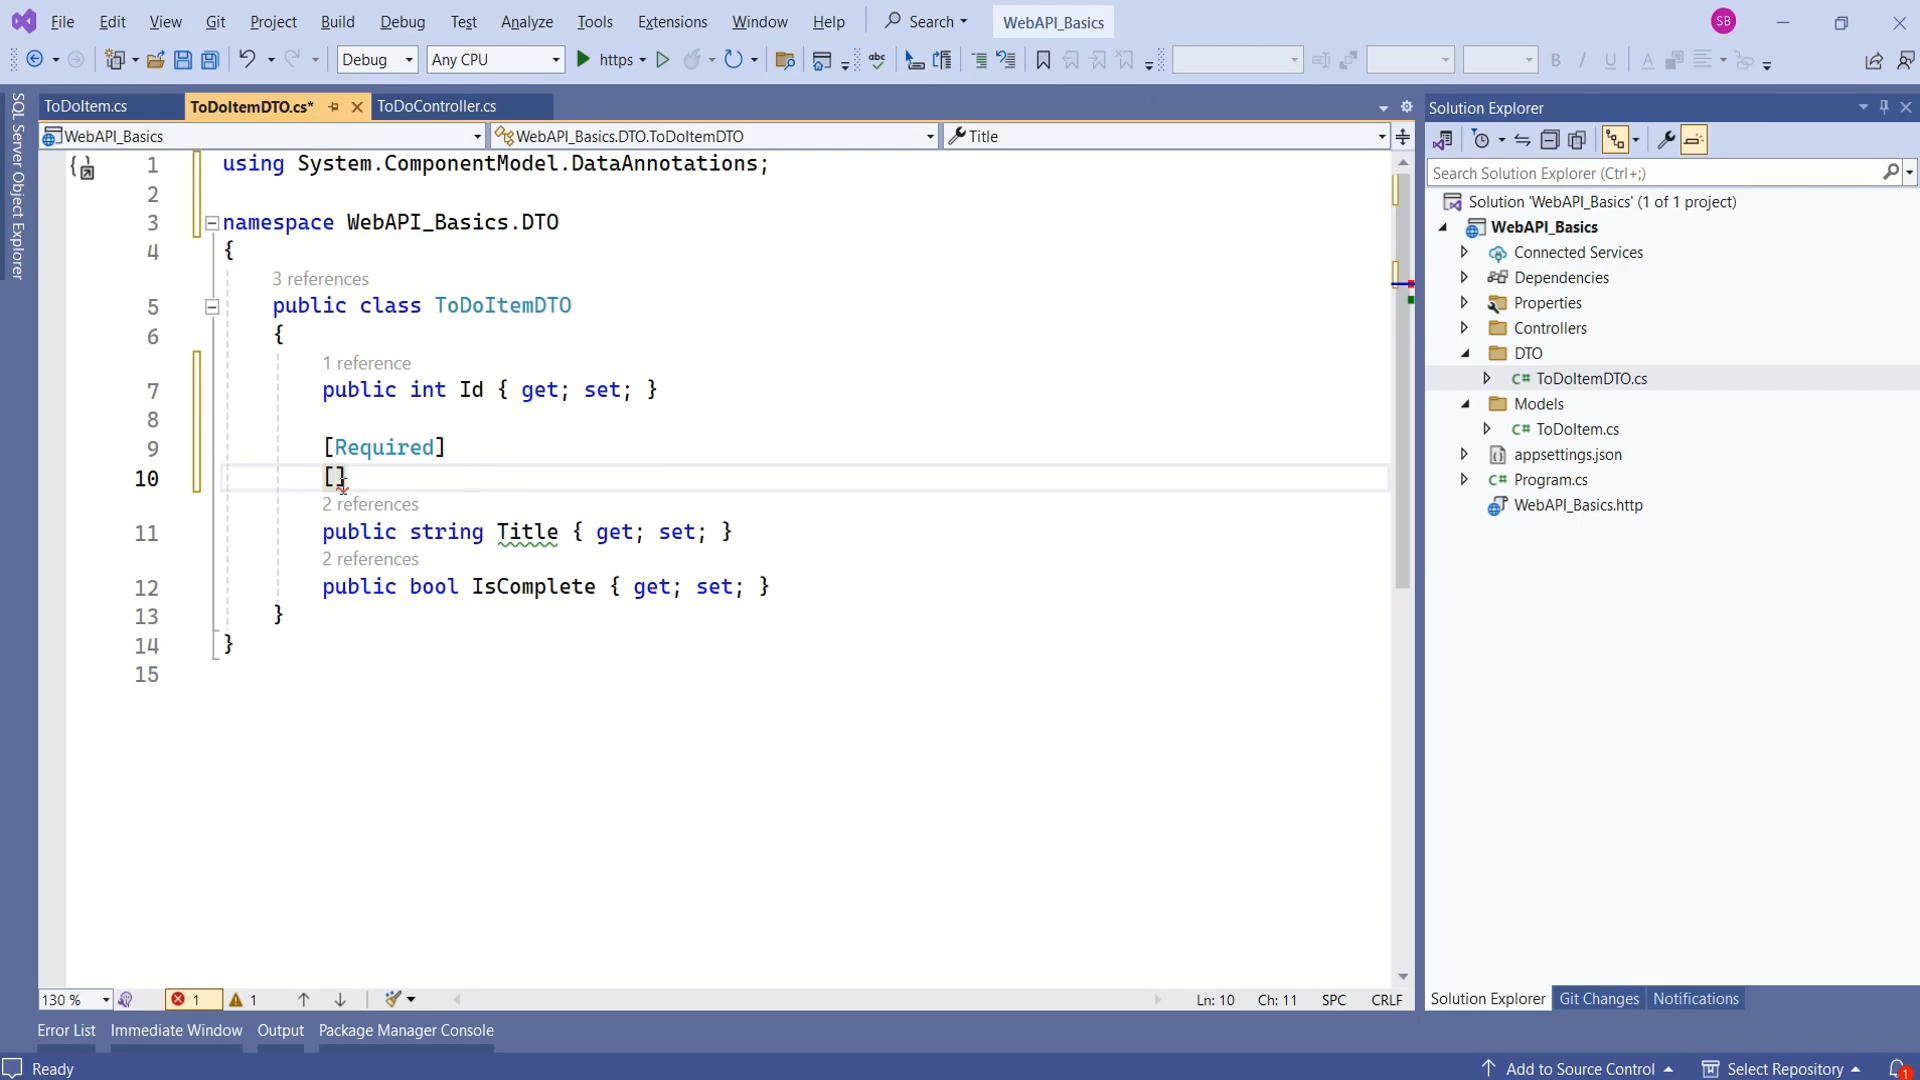 File Edit View Git Project Build Debug Test Analyze Tools Extensions Window Help Search WebAPI_Basics SB
Debug Any CPU https
SQL Server Object Explorer
ToDoItem.cs ToDoItemDTO.cs* ToDoController.cs
WebAPI_Basics WebAPI_Basics.DTO.ToDoItemDTO Title
1 using System.ComponentModel.DataAnnotations;
2
3 namespace WebAPI_Basics.DTO
4 {
3 references
5 public class ToDoItemDTO
6 {
1 reference
7 public int Id { get; set; }
8
9 [Required]
10 []
2 references
11 public string Title { get; set; }
2 references
12 public bool IsComplete { get; set; }
13 }
14 }
15
130 % 1 1 Ln: 10 Ch: 11 SPC CRLF
Error List Immediate Window Output Package Manager Console
Solution Explorer
Search Solution Explorer (Ctrl+;)
Solution 'WebAPI_Basics' (1 of 1 project)
WebAPI_Basics
Connected Services
Dependencies
Properties
Controllers
DTO
C# ToDoItemDTO.cs
Models
C# ToDoItem.cs
appsettings.json
C# Program.cs
WebAPI_Basics.http
Solution Explorer Git Changes Notifications
Ready Add to Source Control Select Repository 1